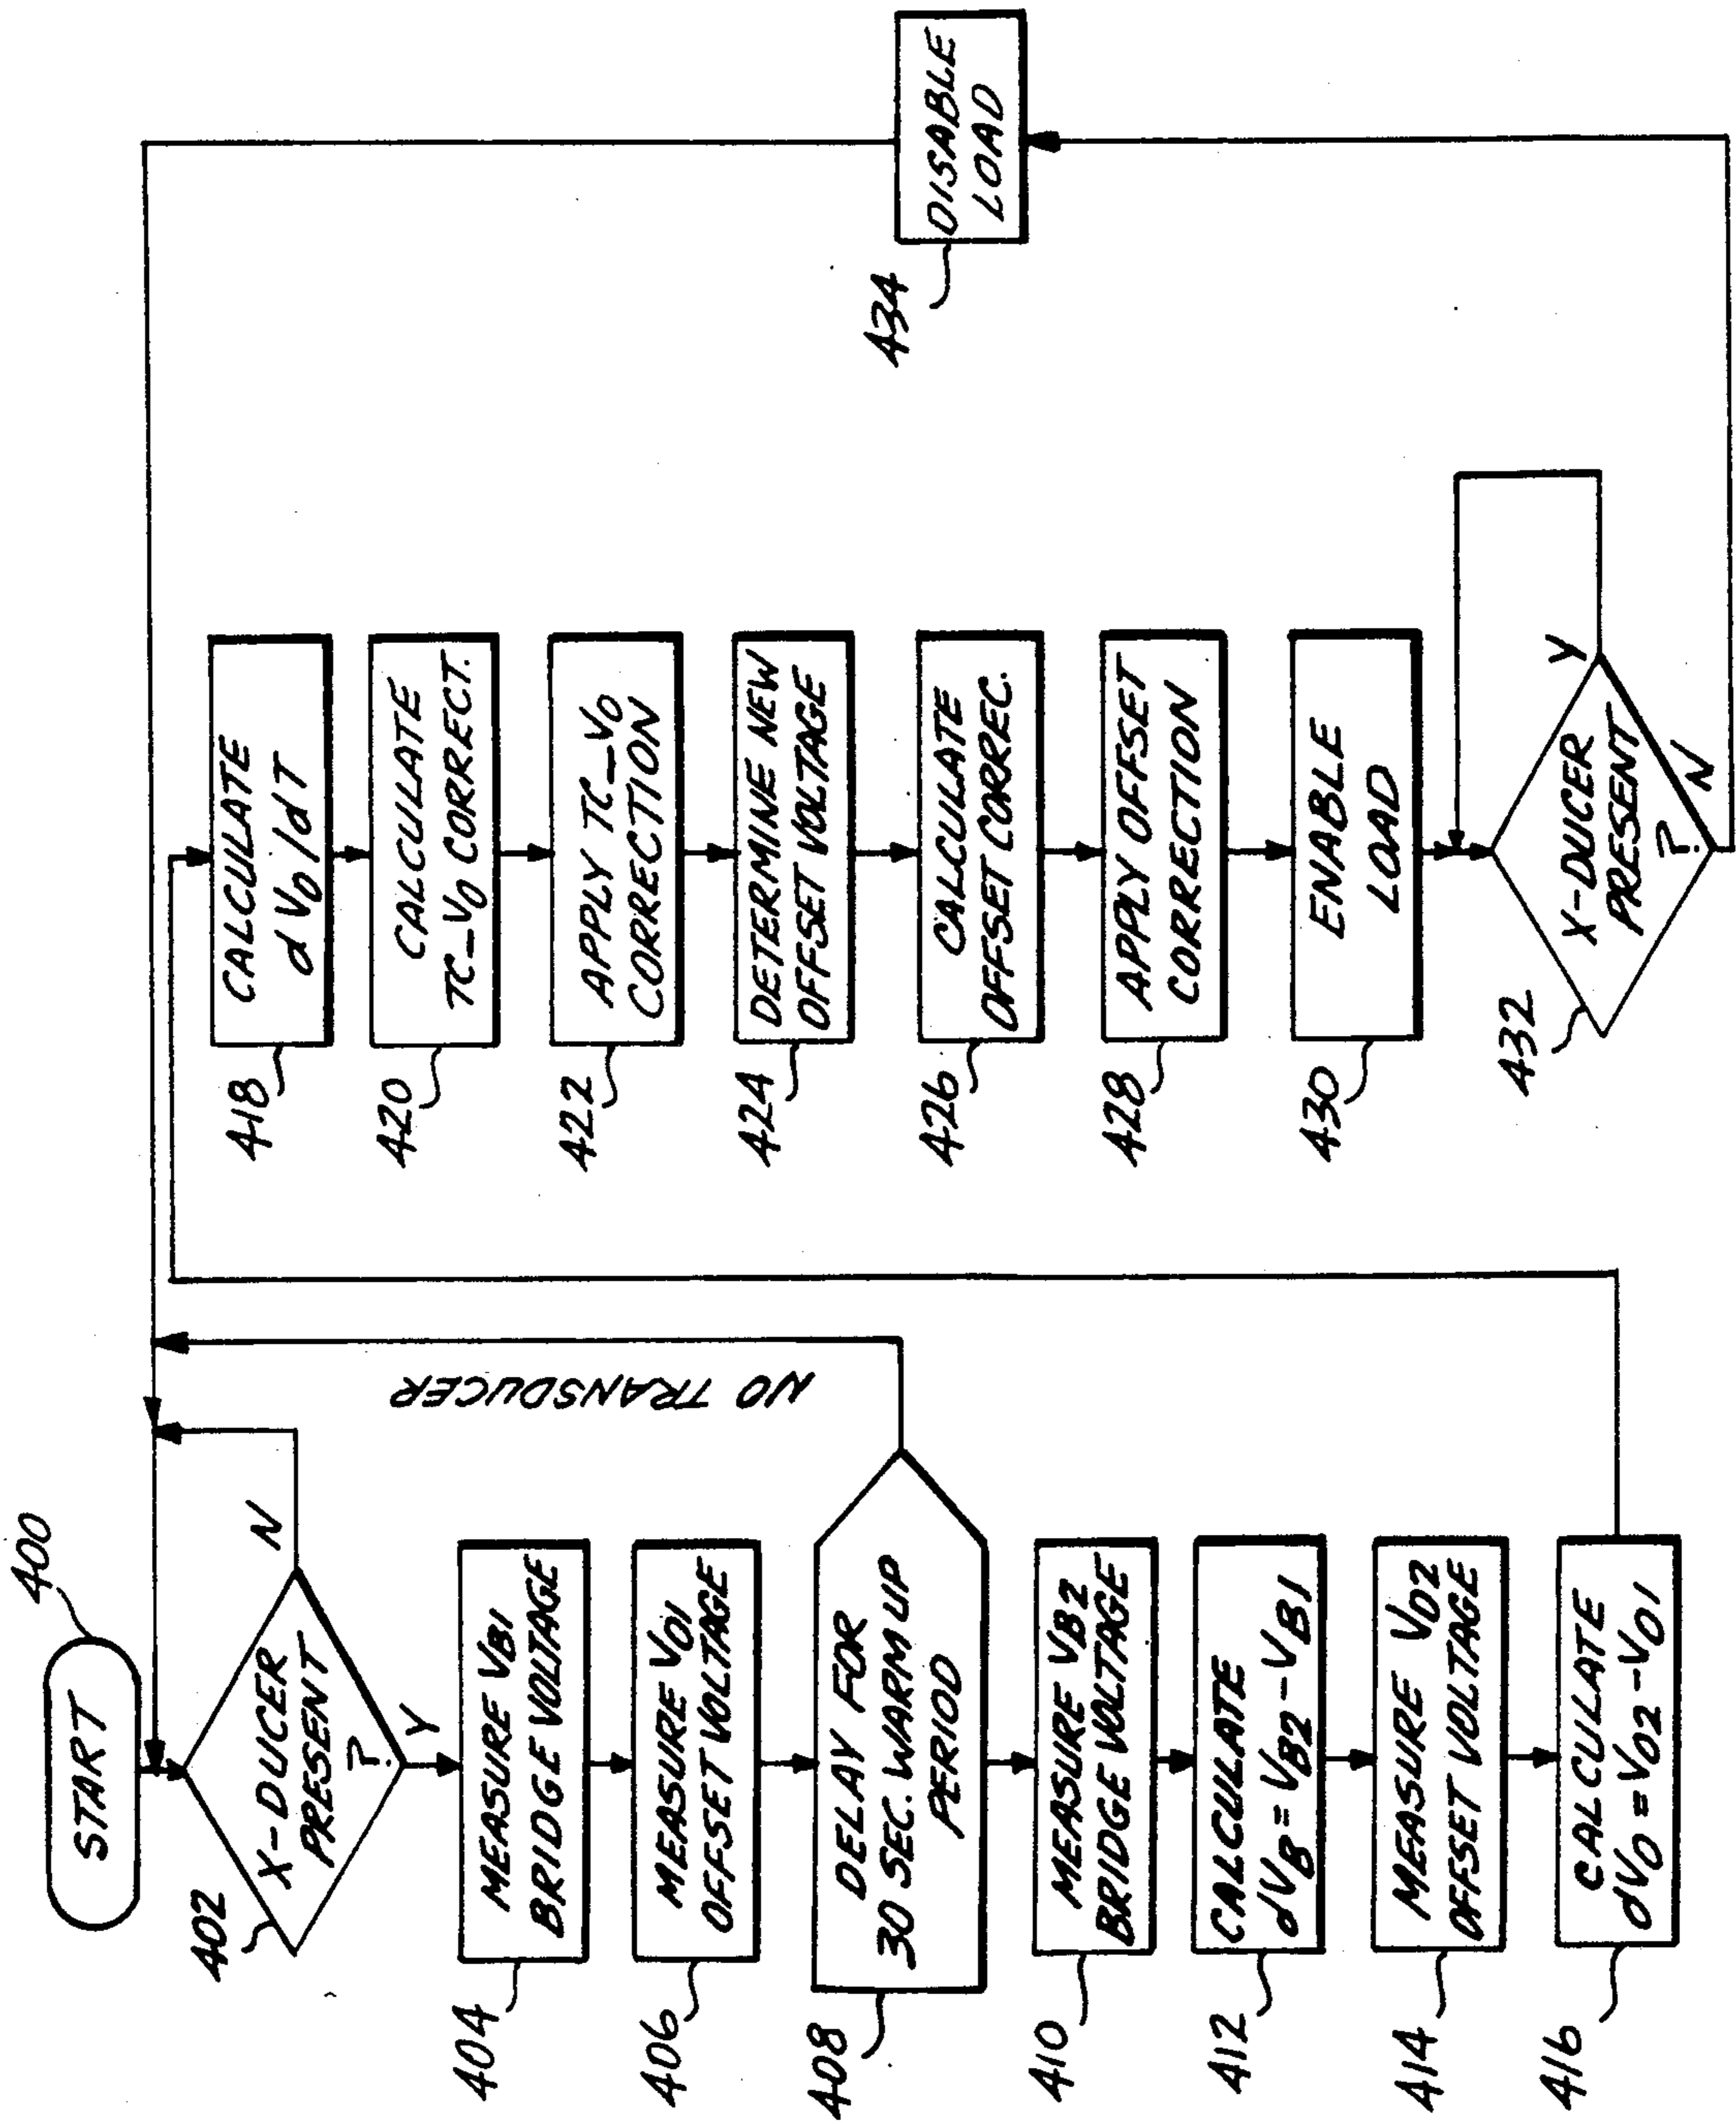 START
400
402
X-DUCER
PRESENT
?
N
Y
404
MEASURE VB1
BRIDGE VOLTAGE
406
MEASURE VO1
OFFSET VOLTAGE
408
DELAY FOR
30 SEC. WARM UP
PERIOD
NO TRANSDUCER
410
MEASURE VB2
BRIDGE VOLTAGE
412
CALCULATE
dVB = VB2-VB1
414
MEASURE VO2
OFFSET VOLTAGE
416
CALCULATE
dVO = VO2-VO1
418
CALCULATE
dVO/dT
420
CALCULATE
TC_VO CORRECT.
422
APPLY TC_VO
CORRECTION
424
DETERMINE NEW
OFFSET VOLTAGE
426
CALCULATE
OFFSET CORREC.
428
APPLY OFFSET
CORRECTION
430
ENABLE
LOAD
432
X-DUCER
PRESENT
?
Y
N
434
DISABLE
LOAD